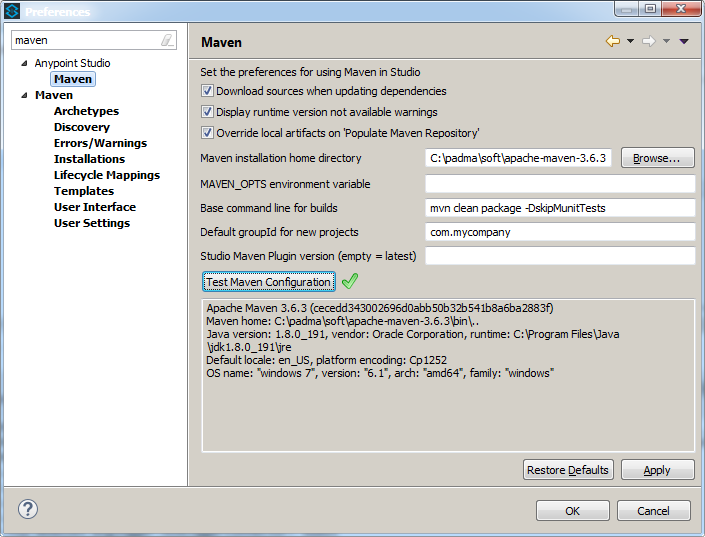 Preferences
maven
Anypoint Studio
Maven
Maven
Archetypes
Discovery
Errors/Warnings
Installations
Lifecycle Mappings
Templates
User Interface
User Settings
Maven
Set the preferences for using Maven in Studio
Download sources when updating dependencies
Display runtime version not available warnings
Override local artifacts on 'Populate Maven Repository'
Maven installation home directory C:\padma\soft\apache-maven-3.6.3 Browse...
MAVEN_OPTS environment variable
Base command line for builds mvn clean package -DskipMunitTests
Default groupId for new projects com.mycompany
Studio Maven Plugin version (empty = latest)
Test Maven Configuration
Apache Maven 3.6.3 (cecedd343002696d0abb50b32b541b8a6ba2883f)
Maven home: C:\padma\soft\apache-maven-3.6.3\bin\..
Java version: 1.8.0_191, vendor: Oracle Corporation, runtime: C:\Program Files\Java
\jdk1.8.0_191\jre
Default locale: en_US, platform encoding: Cp1252
OS name: "windows 7", version: "6.1", arch: "amd64", family: "windows"
Restore Defaults Apply
? OK Cancel